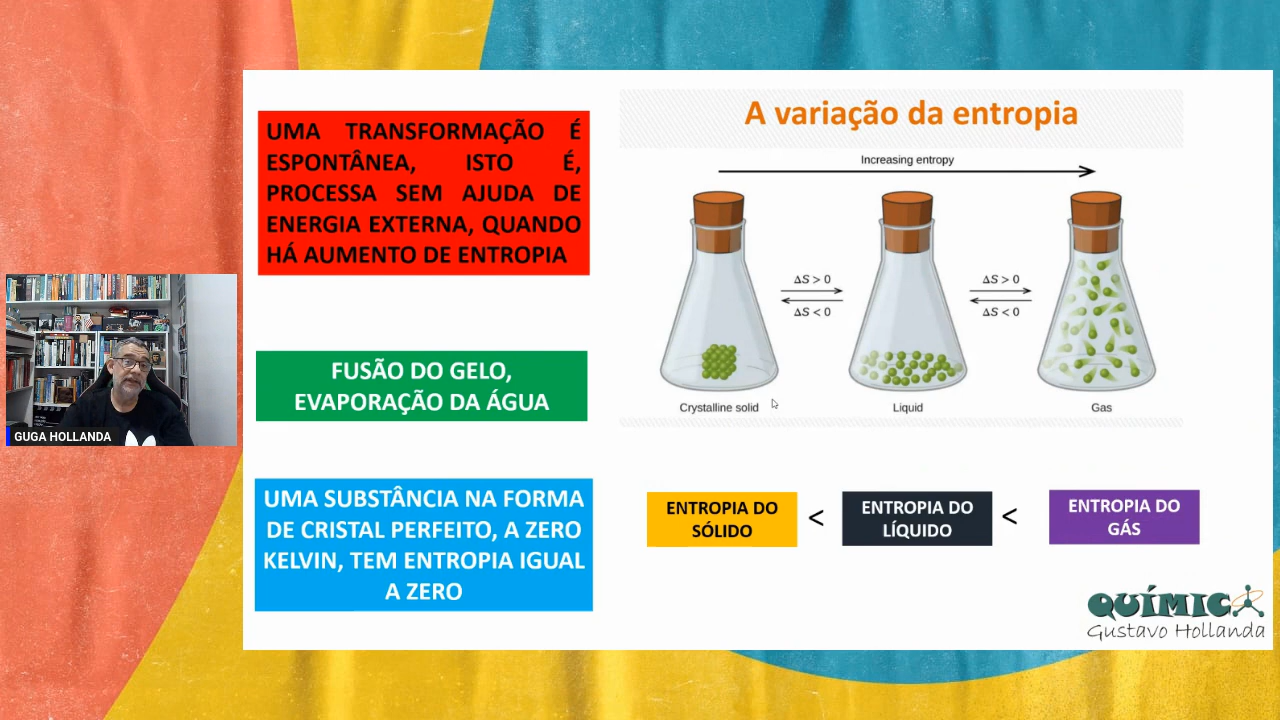 UMA TRANSFORMAÇÃO É
ESPONTÂNEA, ISTO É,
PROCESSA SEM AJUDA DE
ENERGIA EXTERNA, QUANDO
HÁ AUMENTO DE ENTROPIA
FUSÃO DO GELO,
EVAPORAÇÃO DA ÁGUA
UMA SUBSTÂNCIA NA FORMA
DE CRISTAL PERFEITO, A ZERO
KELVIN, TEM ENTROPIA IGUAL
A ZERO
A variação da entropia
Increasing entropy
ΔS > 0
ΔS < 0
ΔS > 0
ΔS < 0
Crystalline solid
Liquid
Gas
ENTROPIA DO
SÓLIDO
<
ENTROPIA DO
LÍQUIDO
<
ENTROPIA DO
GÁS
QUÍMICA
Gustavo Hollanda
GUGA HOLLANDA